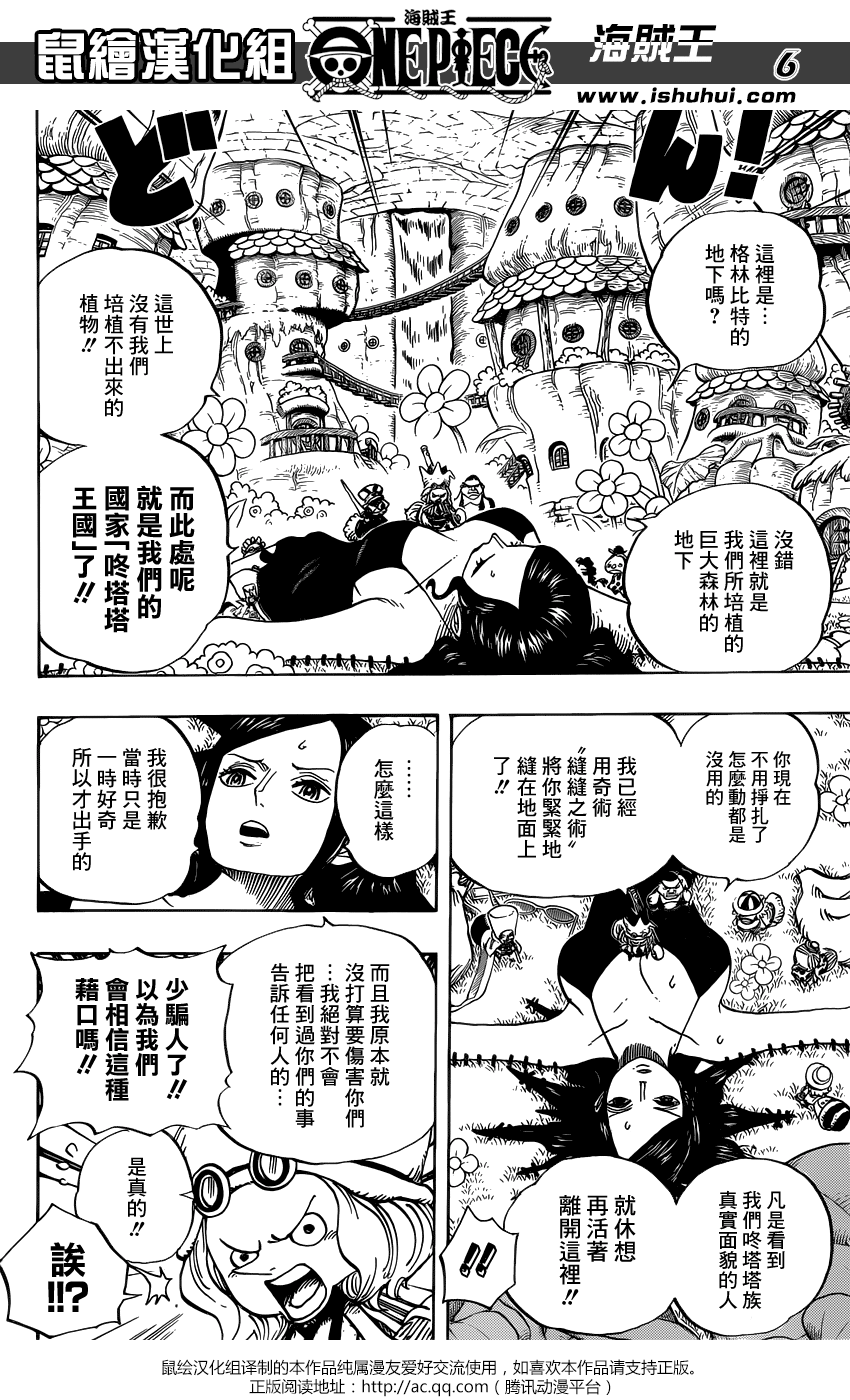 鼠繪漢化組
海賊王
ONE PIECE
海賊王
6
www.ishuhui.com
どん!
這裡是…
格林比特的
地下嗎?
沒錯
這裡就是
我們所培植的
巨大森林的
地下
這世上
沒有我們
培植不出來的
植物!!
而此處呢
就是我們的
國家「咚塔塔
王國」了!!
你現在
不用掙扎了
怎麼動都是
沒用的
我已經
用奇術
〝縫縫之術〞
將你緊緊地
縫在地面上
了!!
凡是看到
我們咚塔塔族
真實面貌的人
就休想
再活著
離開這裡!!
!!
……
怎麼這樣
我很抱歉
當時只是
一時好奇
所以才出手的
而且我原本就
沒打算要傷害你們
…我絕對不會
把看到過你們的事
告訴任何人的…
少騙人了!!
以為我們
會相信這種
藉口嗎!!
是真的!!
誒!!?
鼠绘汉化组译制的本作品纯属漫友爱好交流使用，如喜欢本作品请支持正版。
正版阅读地址：http://ac.qq.com（腾讯动漫平台）